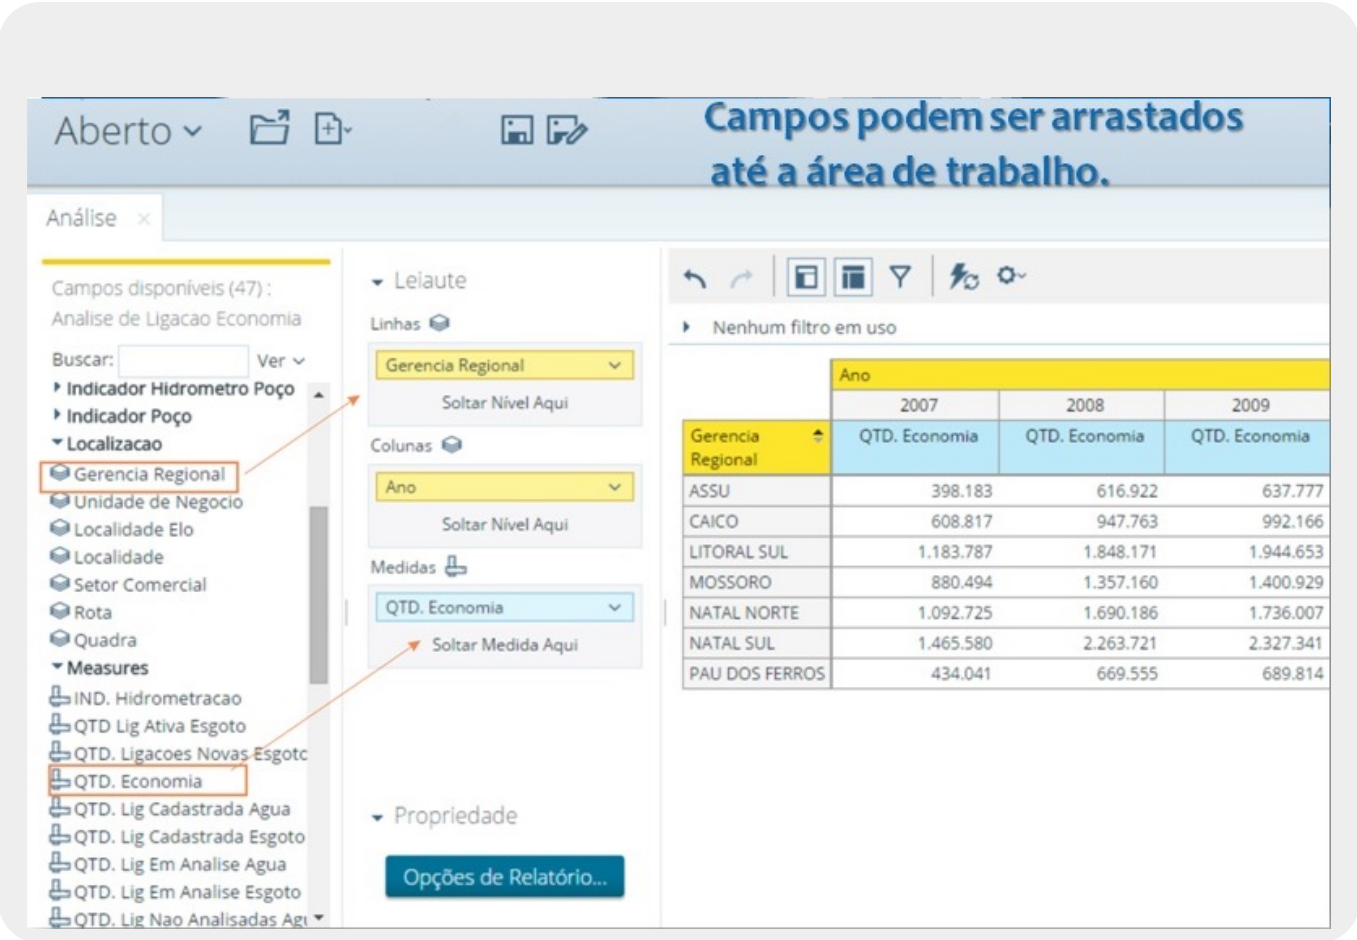 Campos podem ser arrastados
até a área de trabalho.
Aberto
Análise
Campos disponíveis (47) :
Analise de Ligacao Economia
Buscar:
Ver
Indicador Hidrometro Poço
Indicador Poço
Localizacao
Gerencia Regional
Unidade de Negocio
Localidade Elo
Localidade
Setor Comercial
Rota
Quadra
Measures
IND. Hidrometracao
QTD Lig Ativa Esgoto
QTD. Ligacoes Novas Esgoto
QTD. Economia
QTD. Lig Cadastrada Agua
QTD. Lig Cadastrada Esgoto
QTD. Lig Em Analise Agua
QTD. Lig Em Analise Esgoto
QTD. Lig Nao Analisadas Agu
Leiaute
Linhas
Gerencia Regional
Soltar Nível Aqui
Colunas
Ano
Soltar Nível Aqui
Medidas
QTD. Economia
Soltar Medida Aqui
Propriedade
Opções de Relatório...
Nenhum filtro em uso
Ano
2007 2008 2009
Gerencia Regional QTD. Economia QTD. Economia QTD. Economia
ASSU 398.183 616.922 637.777
CAICO 608.817 947.763 992.166
LITORAL SUL 1.183.787 1.848.171 1.944.653
MOSSORO 880.494 1.357.160 1.400.929
NATAL NORTE 1.092.725 1.690.186 1.736.007
NATAL SUL 1.465.580 2.263.721 2.327.341
PAU DOS FERROS 434.041 669.555 689.814